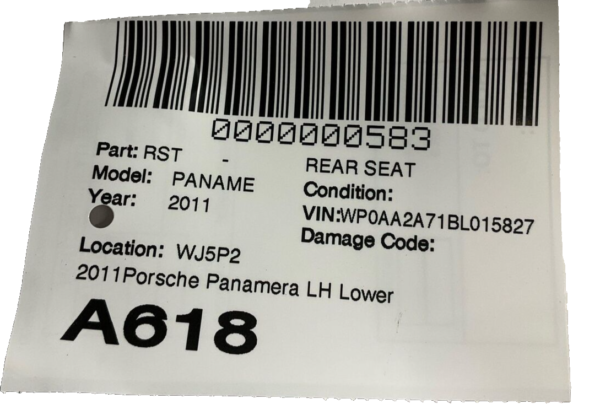 0000000583
Part: RST - REAR SEAT
Model: PANAME Condition:
Year: 2011 VIN:WP0AA2A71BL015827
Damage Code:
Location: WJ5P2
2011Porsche Panamera LH Lower
A618